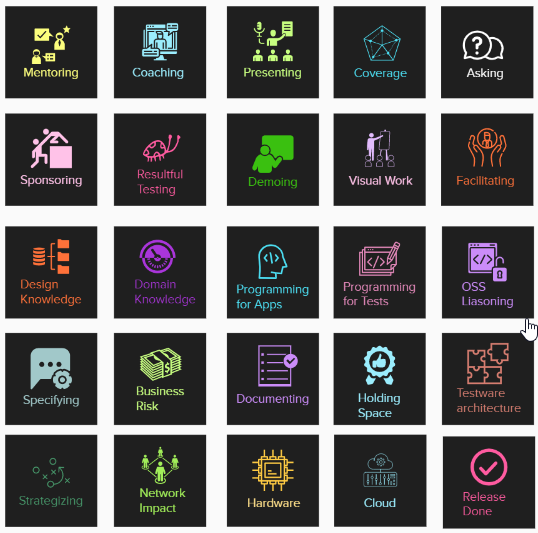 Mentoring
Coaching
Presenting
Coverage
Asking
Sponsoring
Resultful
Testing
Demoing
Visual Work
Facilitating
Design
Knowledge
Domain
Knowledge
Programming
for Apps
Programming
for Tests
OSS
Liasoning
Specifying
Business
Risk
Documenting
Holding
Space
Testware
architecture
Strategizing
Network
Impact
Hardware
Cloud
Release
Done